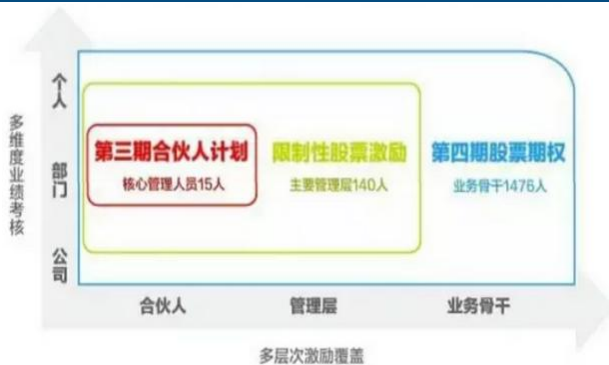 多维度业绩考核
个人
部门
公司
第三期合伙人计划
核心管理人员15人
限制性股票激励
主要管理层140人
第四期股票期权
业务骨干1476人
合伙人
管理层
业务骨干
多层次激励覆盖